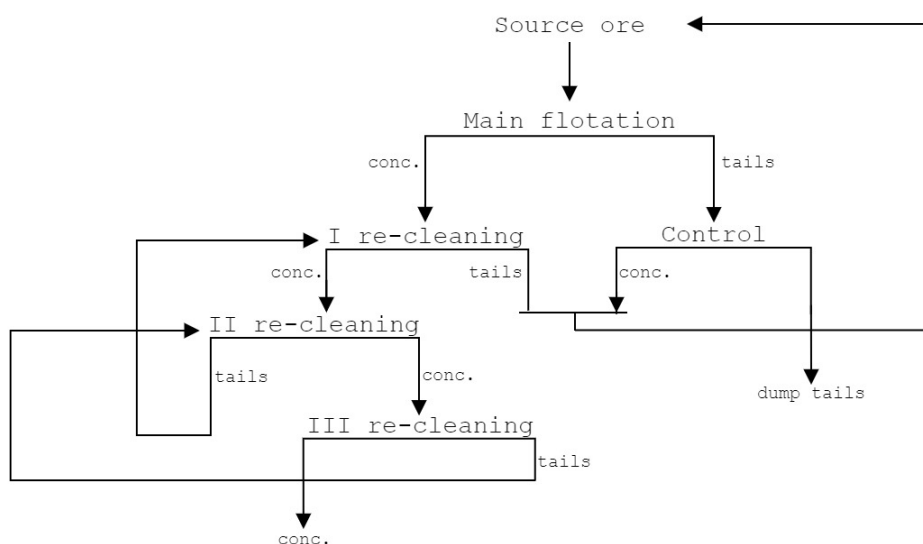 Source ore
Main flotation
conc.
tails
I re-cleaning
Control
conc.
tails
conc.
II re-cleaning
tails
conc.
dump tails
III re-cleaning
tails
conc.